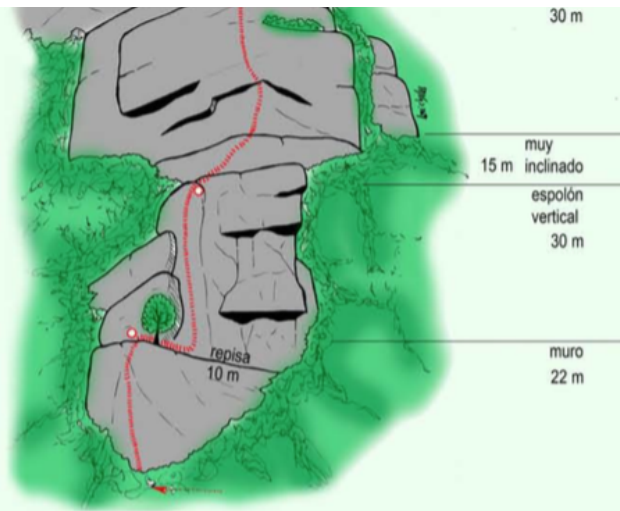 30 m
muy
15 m inclinado
espolón
vertical
30 m
repisa
10 m
muro
22 m